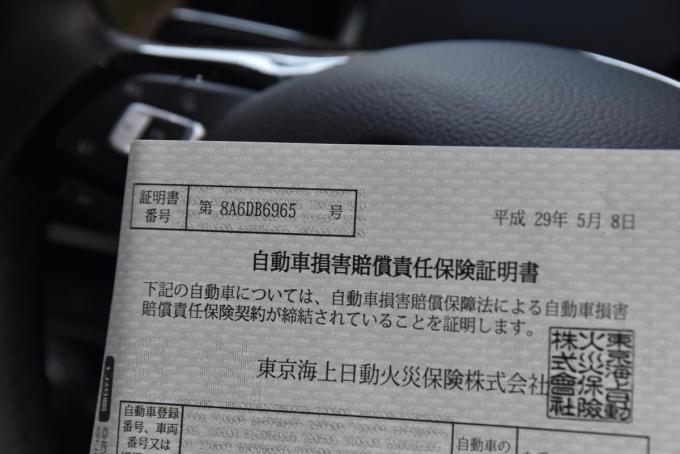 証明書
番号
第 8A6DB6965 号
平成 29年 5月 8日
自動車損害賠償責任保険証明書
下記の自動車については、自動車損害賠償保障法による自動車損害
賠償責任保険契約が締結されていることを証明します。
東京海上日動火災保険株式会社
東京海上日動
火災保険
株式會社
自動車登録
番号、車両
番号又は
自動車の